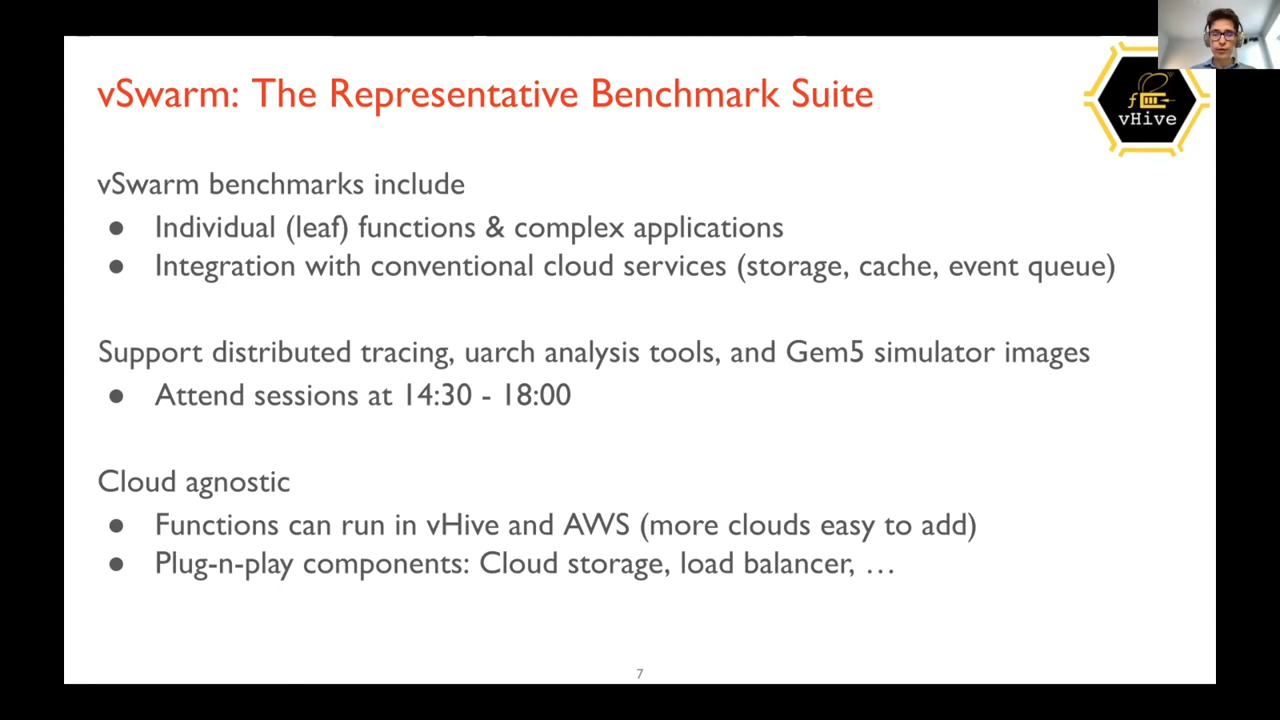 vSwarm: The Representative Benchmark Suite
f
vHive
vSwarm benchmarks include
● Individual (leaf) functions & complex applications
● Integration with conventional cloud services (storage, cache, event queue)
Support distributed tracing, uarch analysis tools, and Gem5 simulator images
● Attend sessions at 14:30 - 18:00
Cloud agnostic
● Functions can run in vHive and AWS (more clouds easy to add)
● Plug-n-play components: Cloud storage, load balancer, …
7